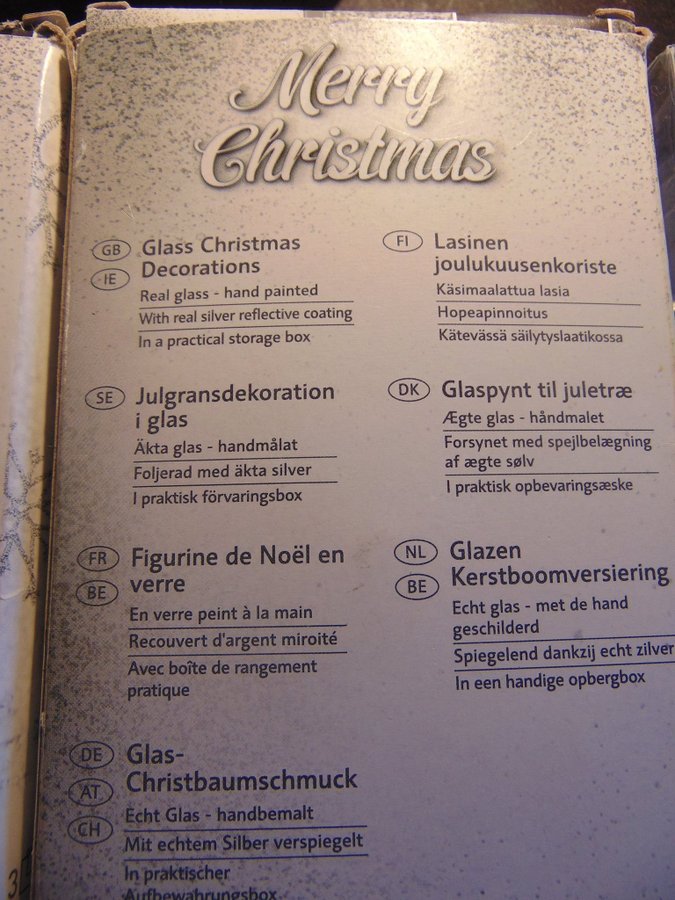 Merry
Christmas
GB
IE
Glass Christmas
Decorations
Real glass - hand painted
With real silver reflective coating
In a practical storage box
FI
Lasinen
joulukuusenkoriste
Käsimaalattua lasia
Hopeapinnoitus
Kätevässä säilytyslaatikossa
SE
Julgransdekoration
i glas
Äkta glas - handmålat
Foljerad med äkta silver
I praktisk förvaringsbox
DK
Glaspynt til juletræ
Ægte glas - håndmalet
Forsynet med spejlbelægning
af ægte sølv
I praktisk opbevaringsæske
FR
BE
Figurine de Noël en
verre
En verre peint à la main
Recouvert d'argent miroité
Avec boîte de rangement
pratique
NL
BE
Glazen
Kerstboomversiering
Echt glas - met de hand
geschilderd
Spiegelend dankzij echt zilver
In een handige opbergbox
DE
AT
CH
Glas-
Christbaumschmuck
Echt Glas - handbemalt
Mit echtem Silber verspiegelt
In praktischer
Aufbewahrungsbox